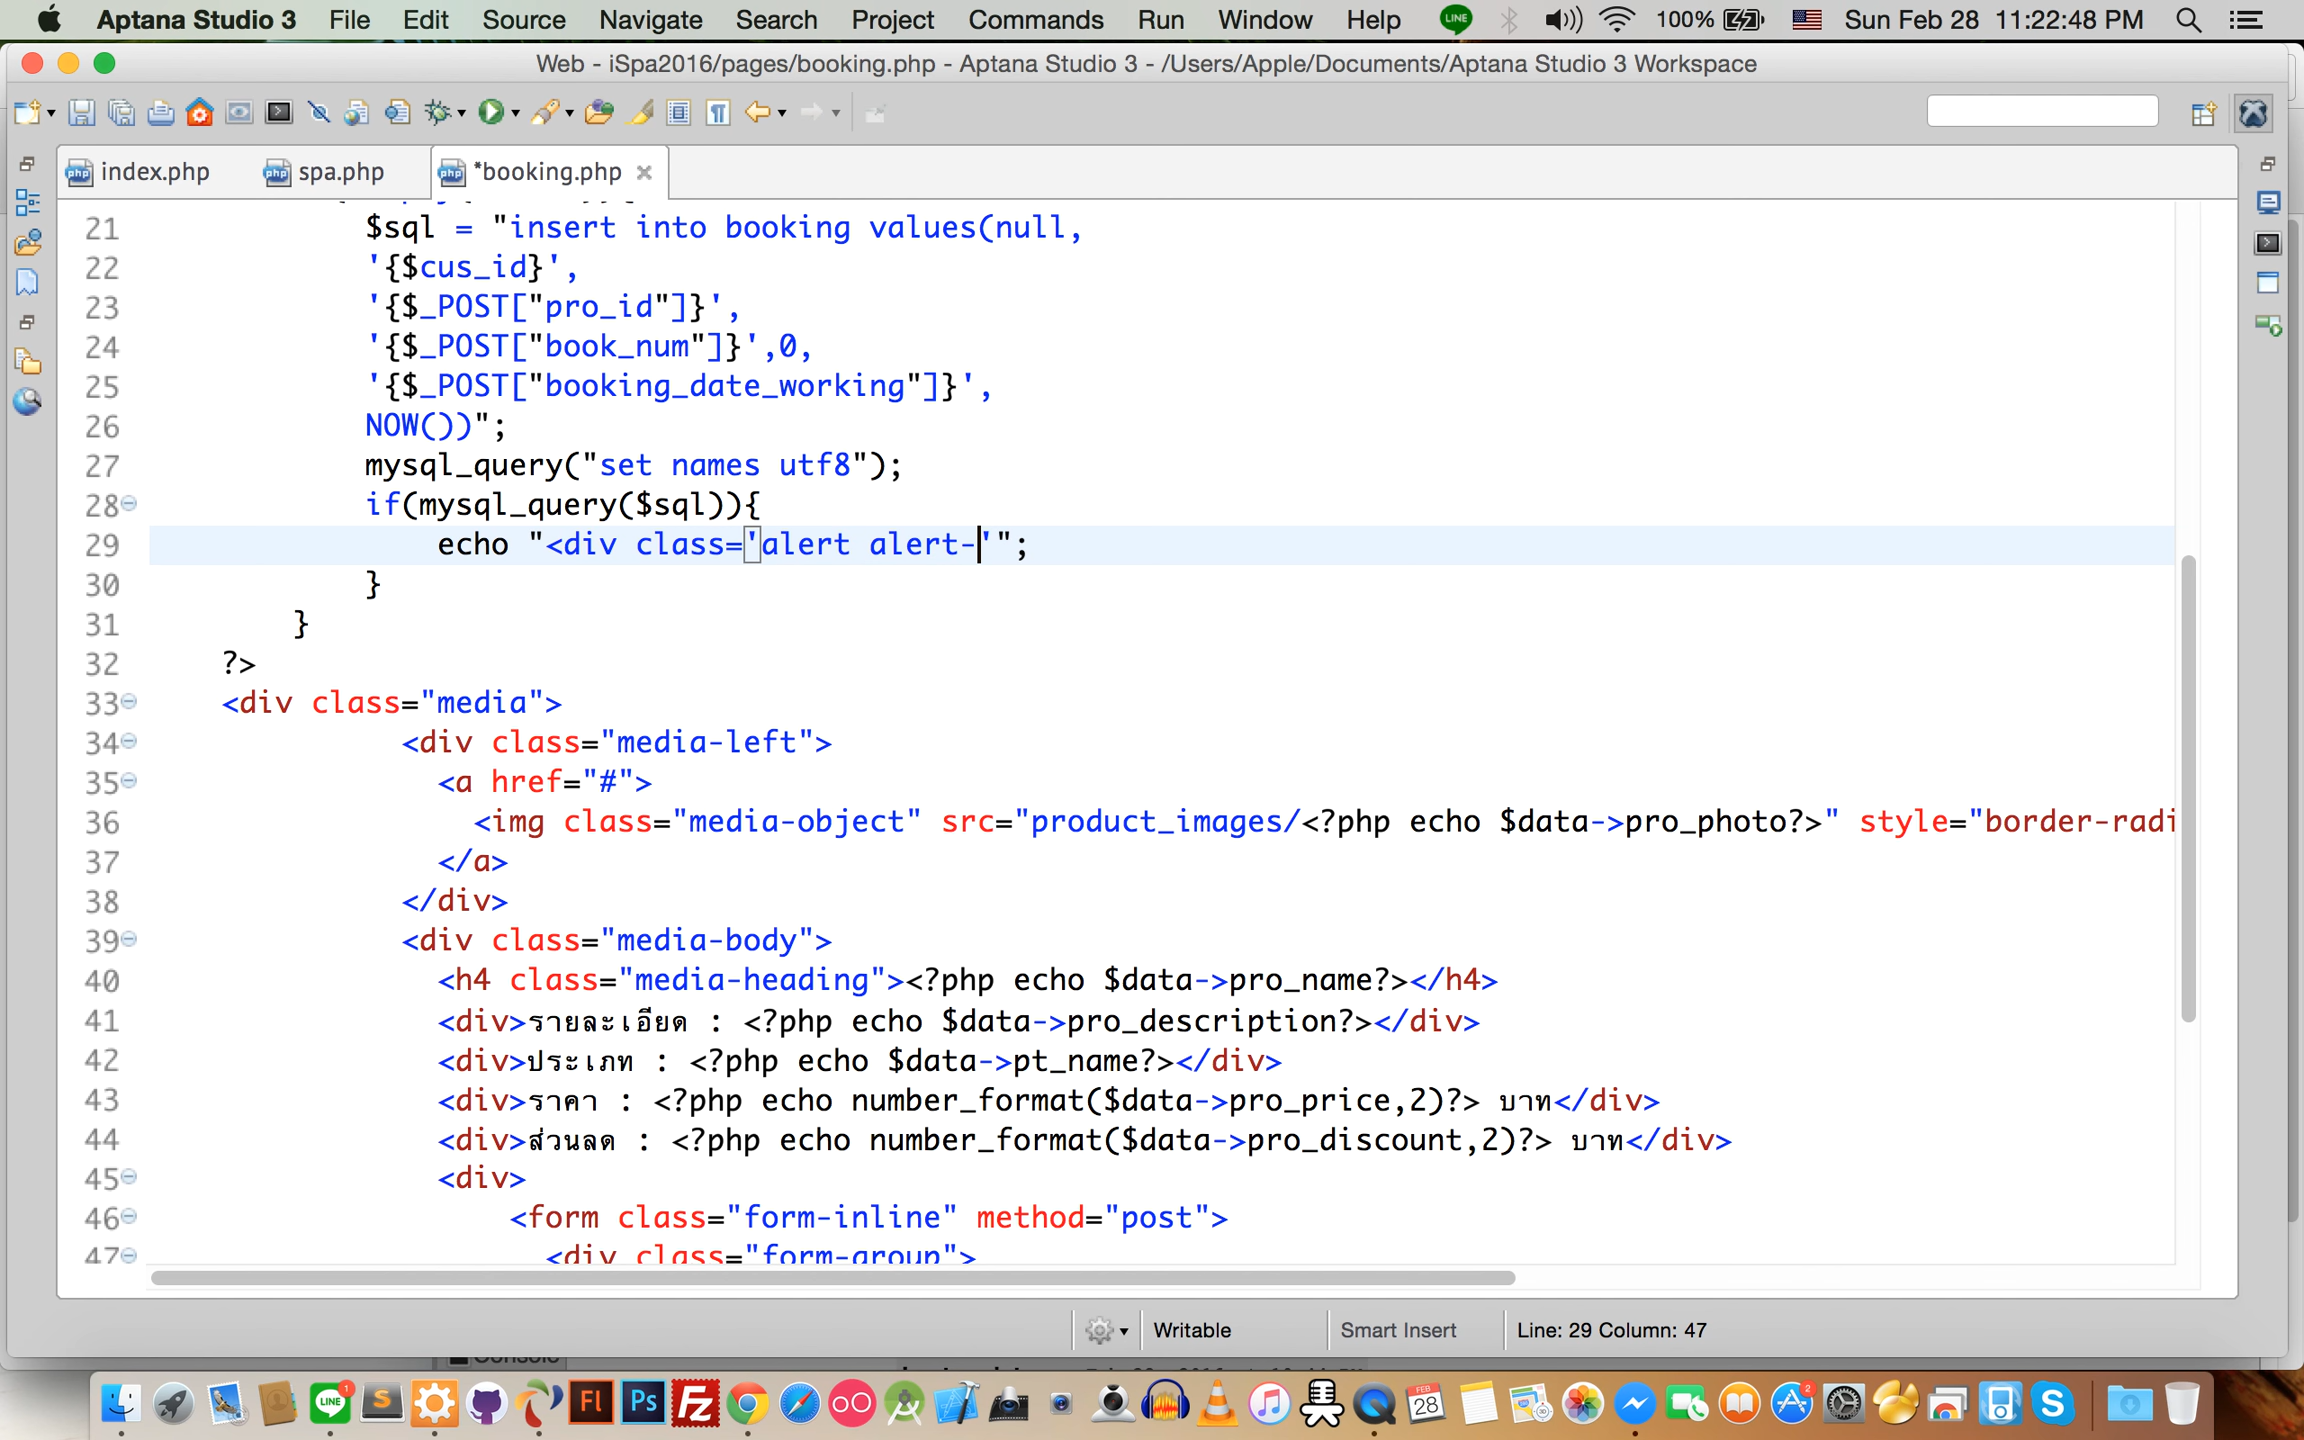 Aptana Studio 3 File Edit Source Navigate Search Project Commands Run Window Help LINE 100% Sun Feb 28 11:22:48 PM
Web - iSpa2016/pages/booking.php - Aptana Studio 3 - /Users/Apple/Documents/Aptana Studio 3 Workspace
index.php spa.php *booking.php
21 $sql = "insert into booking values(null,
22 '{$cus_id}',
23 '{$_POST["pro_id"]}',
24 '{$_POST["book_num"]}',0,
25 '{$_POST["booking_date_working"]}',
26 NOW())";
27 mysql_query("set names utf8");
28 if(mysql_query($sql)){
29 echo "<div class='alert alert-'";
30 }
31 }
32 ?>
33 <div class="media">
34 <div class="media-left">
35 <a href="#">
36 <img class="media-object" src="product_images/<?php echo $data->pro_photo?>" style="border-radi
37 </a>
38 </div>
39 <div class="media-body">
40 <h4 class="media-heading"><?php echo $data->pro_name?></h4>
41 <div>รายละเอียด : <?php echo $data->pro_description?></div>
42 <div>ประเภท : <?php echo $data->pt_name?></div>
43 <div>ราคา : <?php echo number_format($data->pro_price,2)?> บาท</div>
44 <div>ส่วนลด : <?php echo number_format($data->pro_discount,2)?> บาท</div>
45 <div>
46 <form class="form-inline" method="post">
47 <div class="form-group">
Writable Smart Insert Line: 29 Column: 47
Console
LINE 1 S Fl Ps Fz FEB 28 2 S